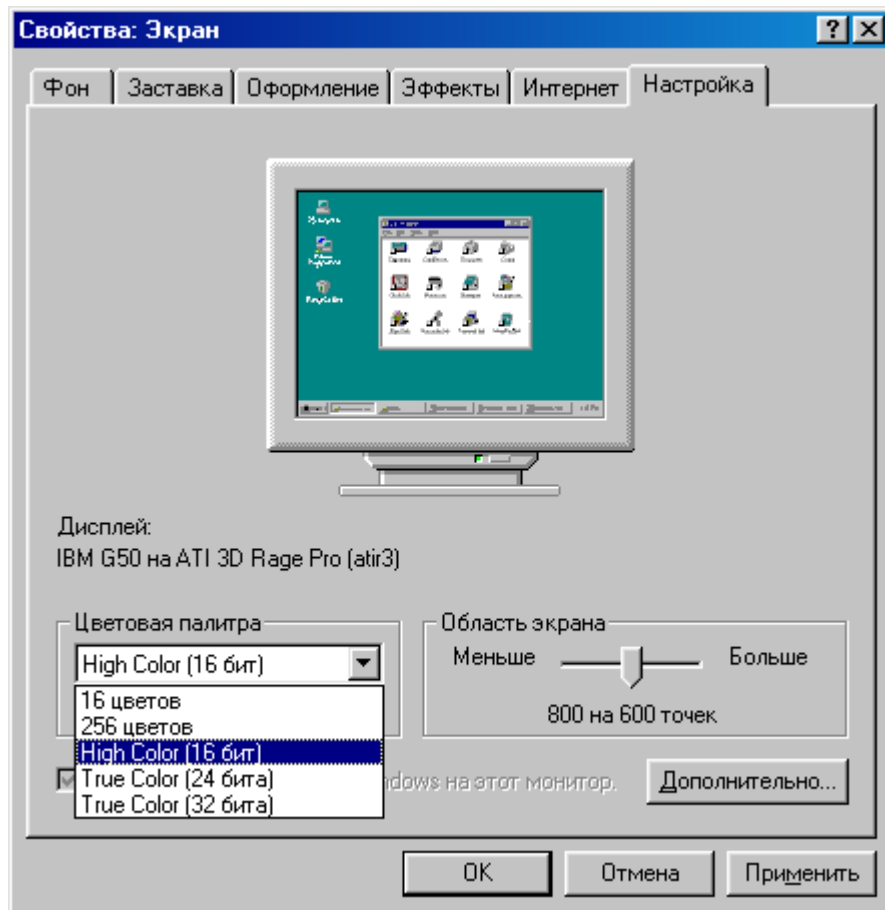 Свойства: Экран
Фон Заставка Оформление Эффекты Интернет Настройка
Дисплей:
IBM G50 на ATI 3D Rage Pro (atir3)
Цветовая палитра
High Color (16 бит)
16 цветов
256 цветов
High Color (16 бит)
True Color (24 бита)
True Color (32 бита)
Область экрана
Меньше Больше
800 на 600 точек
ndows на этот монитор.
Дополнительно...
OK Отмена Применить